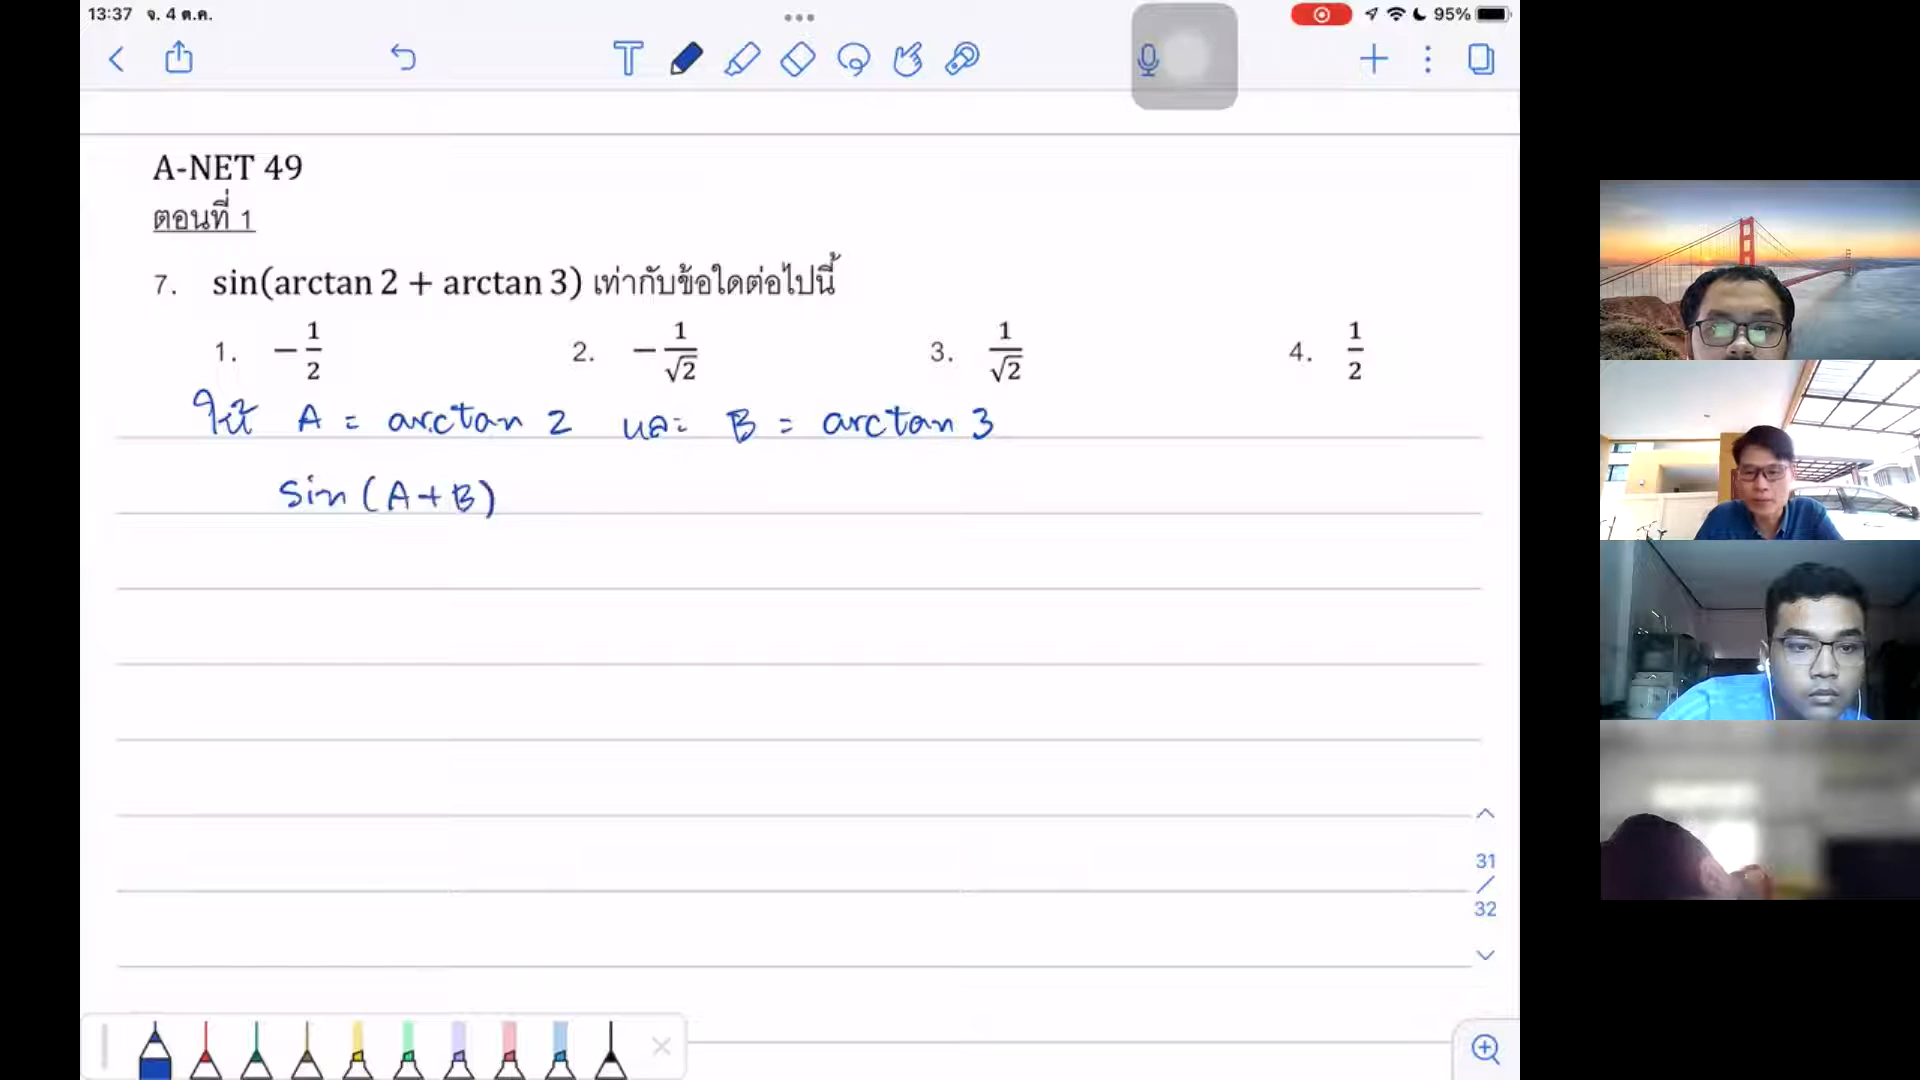 13:37 จ. 4 ต.ค. 95%
A-NET 49
ตอนที่ 1
7. sin(arctan 2 + arctan 3) เท่ากับข้อใดต่อไปนี้
1. −1/2 2. −1/√2 3. 1/√2 4. 1/2
ให้ A = arctan 2 และ B = arctan 3
sin (A+B)
31
/
32